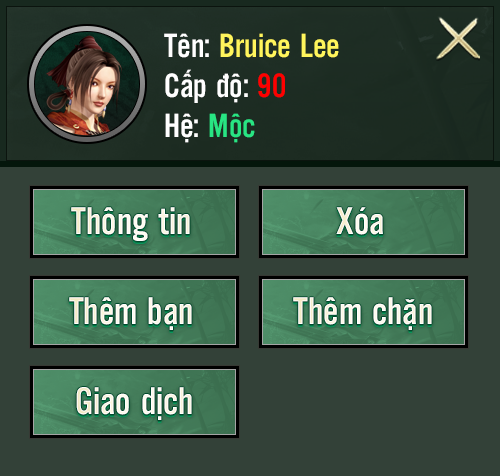 Tên: Bruice Lee
Cấp độ: 90
Hệ: Mộc
Thông tin
Xóa
Thêm bạn
Thêm chặn
Giao dịch